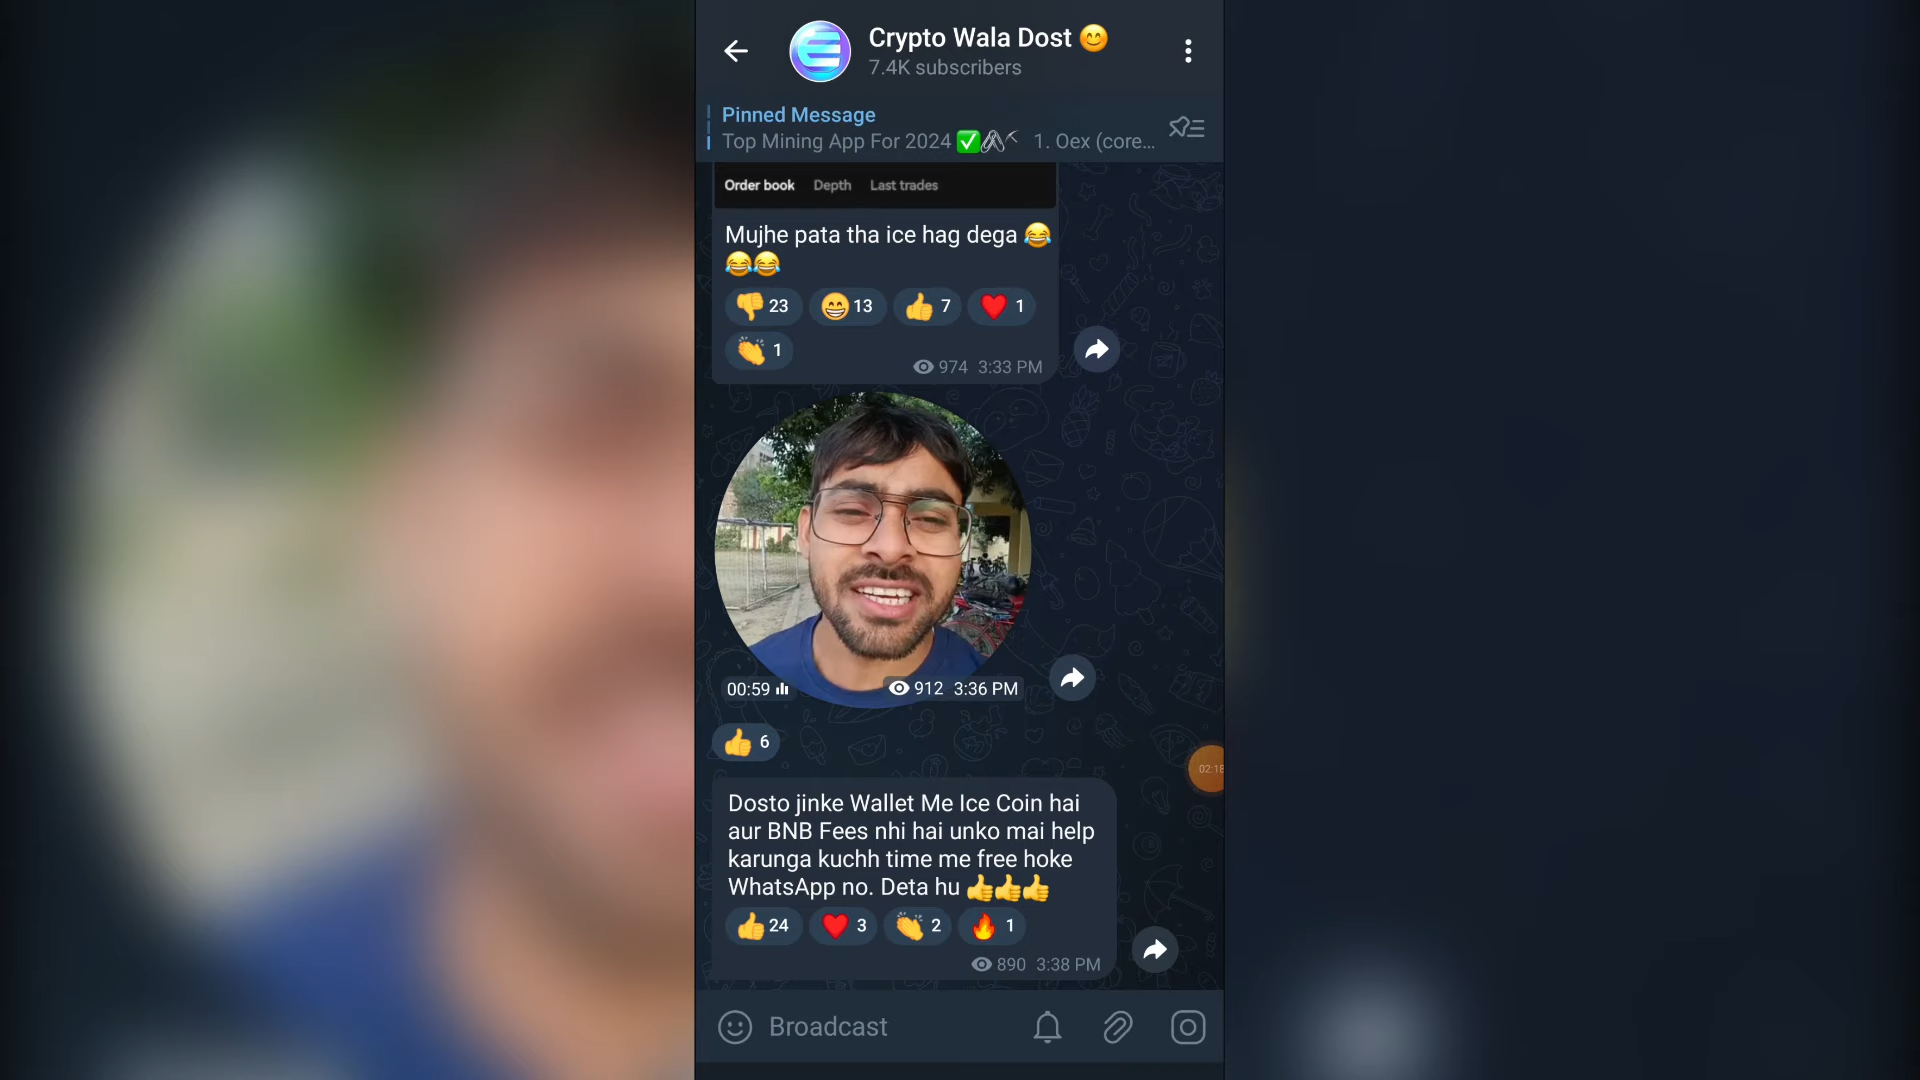 Crypto Wala Dost 😊
7.4K subscribers
Pinned Message
Top Mining App For 2024 ✅⛏ 1. Oex (core...
Order book Depth Last trades
Mujhe pata tha ice hag dega 😂
😂😂
👎 23 😁 13 👍 7 ❤️ 1
👏 1
974 3:33 PM
00:59 912 3:36 PM
👍 6
02:18
Dosto jinke Wallet Me Ice Coin hai
aur BNB Fees nhi hai unko mai help
karunga kuchh time me free hoke
WhatsApp no. Deta hu 👍👍👍
👍 24 ❤️ 3 👏 2 🔥 1
890 3:38 PM
Broadcast